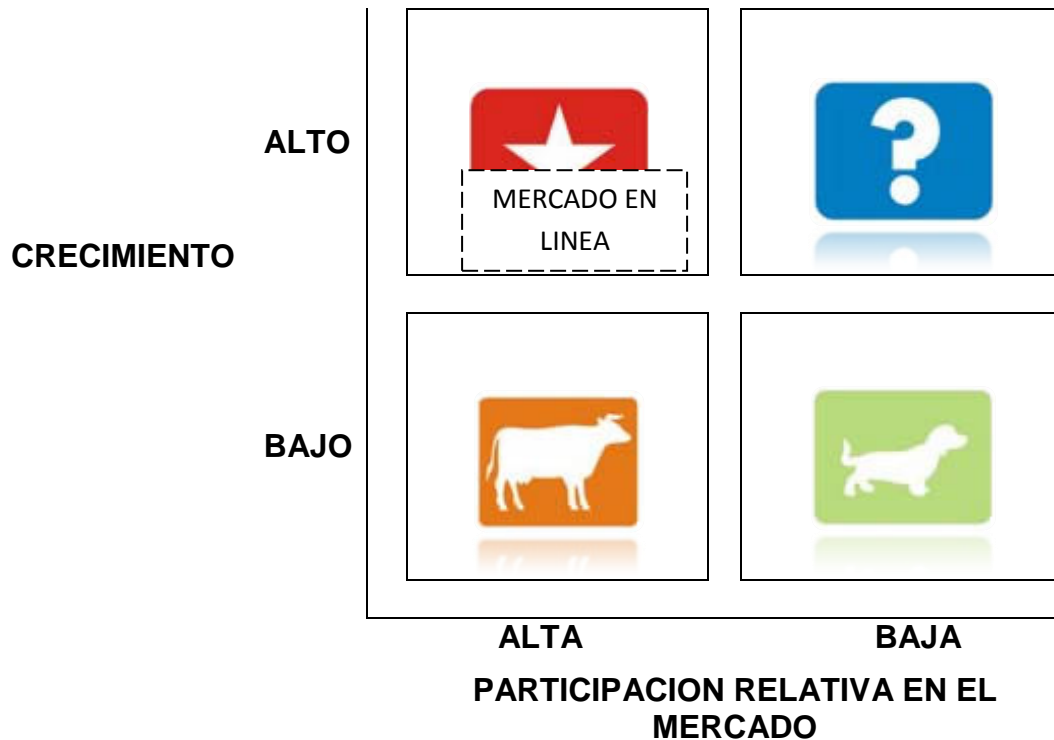 ALTO
MERCADO EN
LINEA
CRECIMIENTO
?
BAJO
ALTA
BAJA
PARTICIPACION RELATIVA EN EL
MERCADO